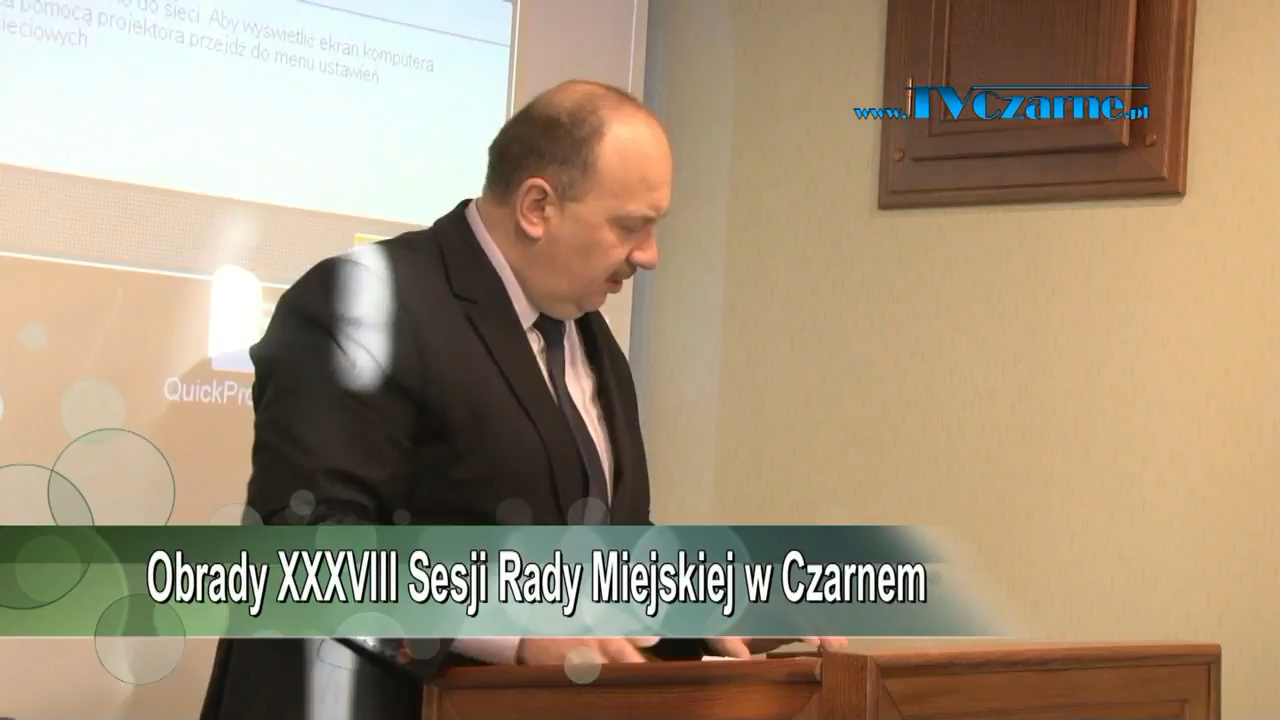 do sieci. Aby wyświetlić ekran komputera
za pomocą projektora przejdź do menu ustawień
sieciowych
www.TVCzarne.pl
QuickPro
Obrady XXXVIII Sesji Rady Miejskiej w Czarnem